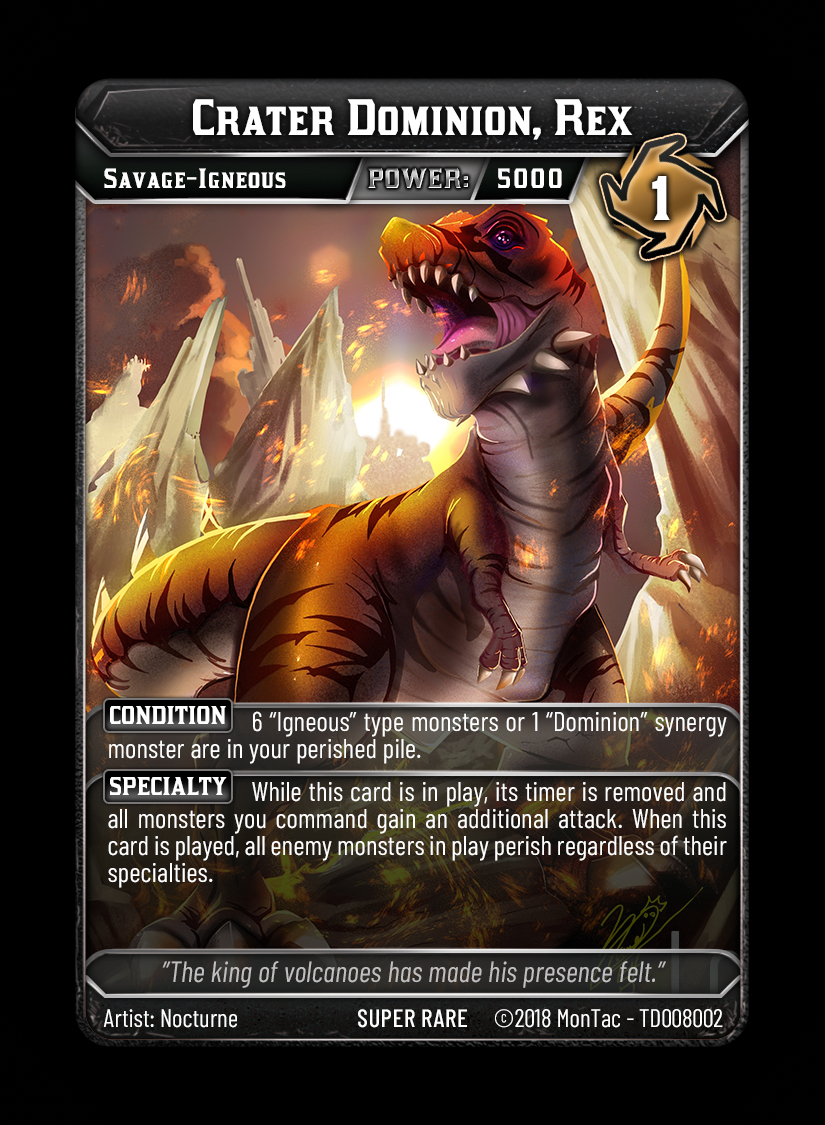 Crater Dominion, Rex
Savage-Igneous POWER: 5000
1
CONDITION 6 “Igneous” type monsters or 1 “Dominion” synergy
monster are in your perished pile.
SPECIALTY While this card is in play, its timer is removed and
all monsters you command gain an additional attack. When this
card is played, all enemy monsters in play perish regardless of their
specialties.
“The king of volcanoes has made his presence felt.”
Artist: Nocturne SUPER RARE ©2018 MonTac - TD008002